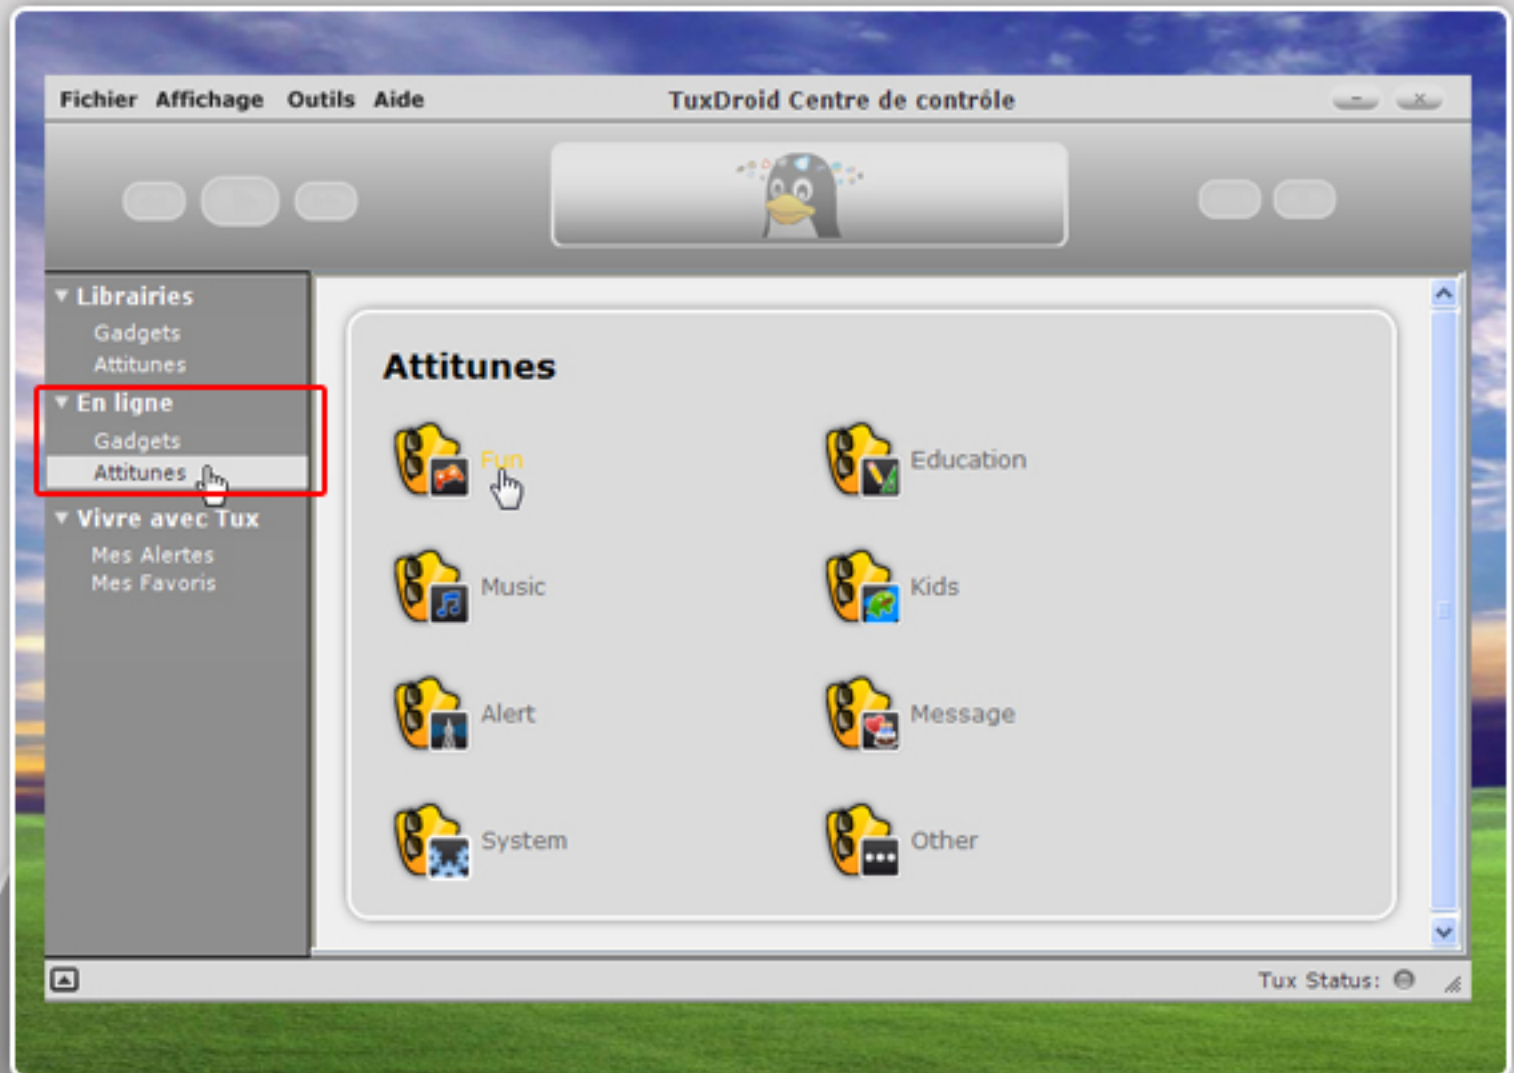 Fichier Affichage Outils Aide
TuxDroid Centre de contrôle
Librairies
Gadgets
Attitunes
En ligne
Gadgets
Attitunes
Vivre avec Tux
Mes Alertes
Mes Favoris
Attitunes
Fun
Education
Music
Kids
Alert
Message
System
Other
Tux Status: